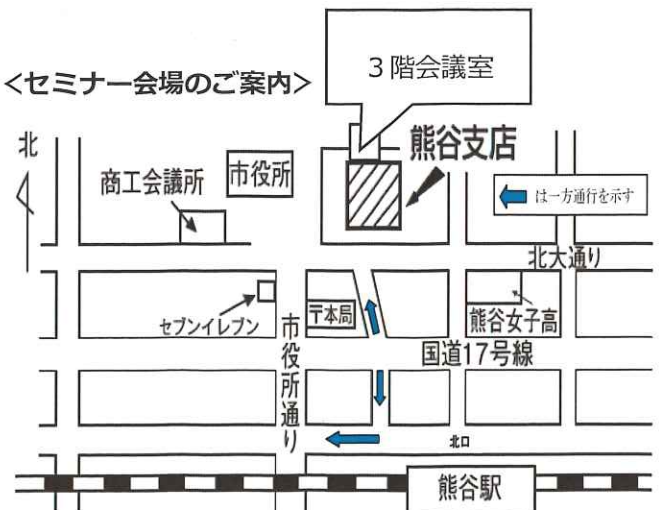 <セミナー会場のご案内>
3階会議室
北
商工会議所
市役所
熊谷支店
は一方通行を示す
北大通り
セブンイレブン
市役所通り
〒本局
熊谷女子高
国道17号線
北口
熊谷駅